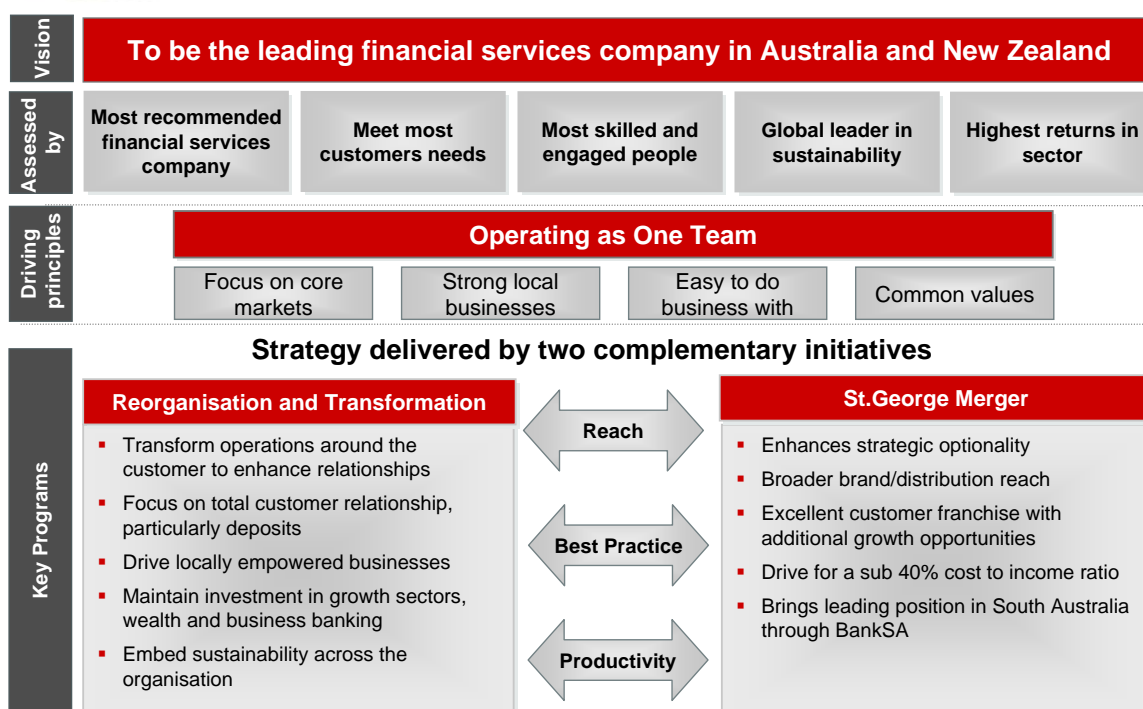 Vision
To be the leading financial services company in Australia and New Zealand
Assessed
by
Most recommended
financial services
company
Meet most
customers needs
Most skilled and
engaged people
Global leader in
sustainability
Highest returns in
sector
Driving
principles
Operating as One Team
Focus on core
markets
Strong local
businesses
Easy to do
business with
Common values
Strategy delivered by two complementary initiatives
Key Programs
Reorganisation and Transformation
▪ Transform operations around the
customer to enhance relationships
▪ Focus on total customer relationship,
particularly deposits
▪ Drive locally empowered businesses
▪ Maintain investment in growth sectors,
wealth and business banking
▪ Embed sustainability across the
organisation
Reach
Best Practice
Productivity
St.George Merger
▪ Enhances strategic optionality
▪ Broader brand/distribution reach
▪ Excellent customer franchise with
additional growth opportunities
▪ Drive for a sub 40% cost to income ratio
▪ Brings leading position in South Australia
through BankSA